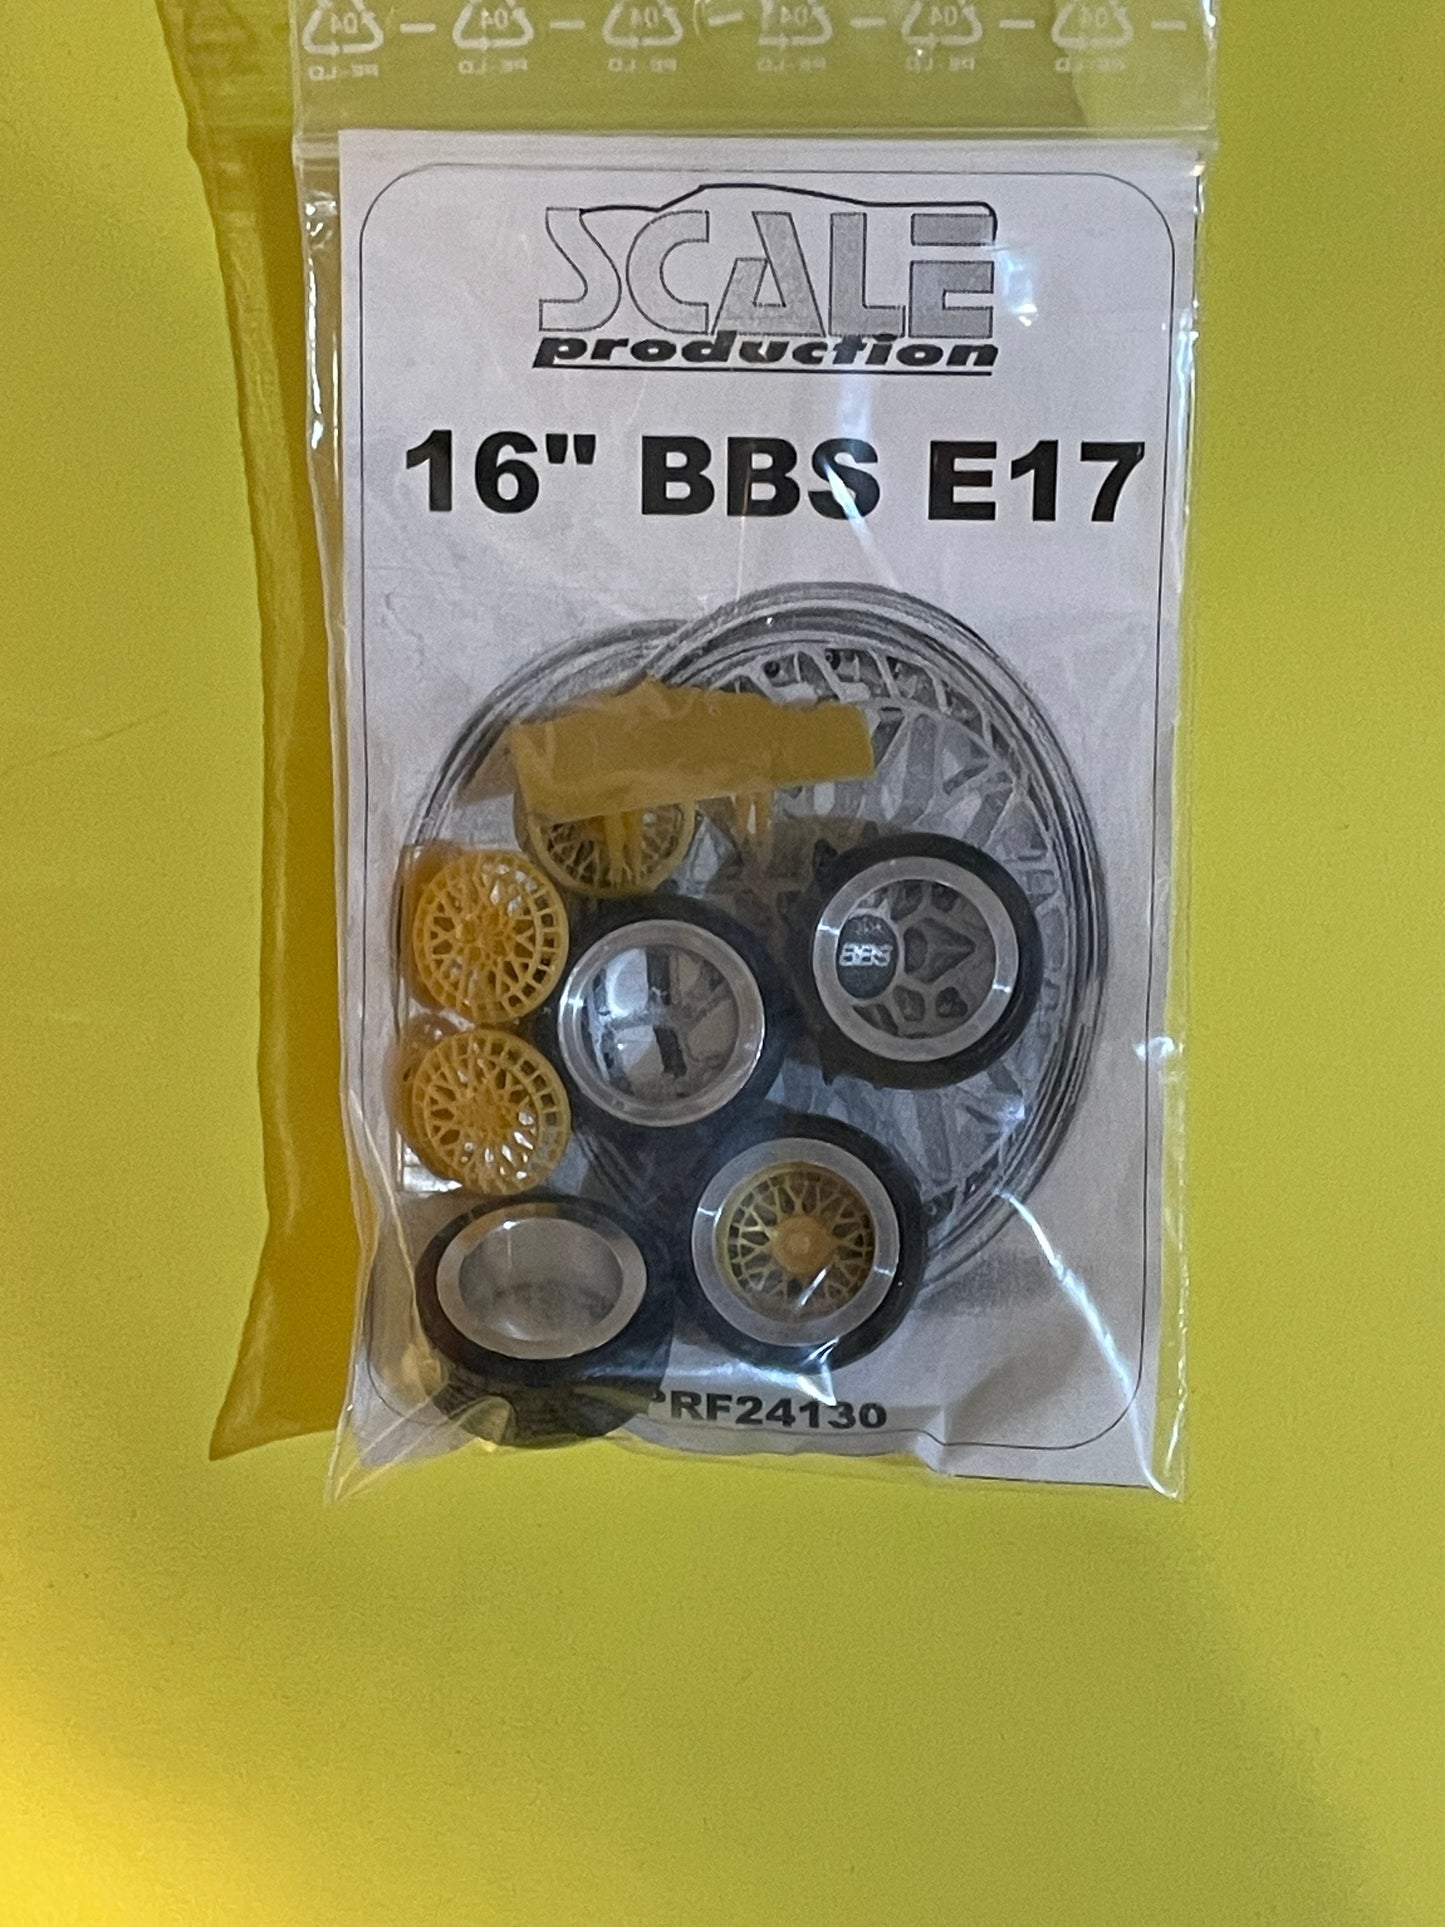 SCALE
production
16" BBS E17
BBS
PRF24130